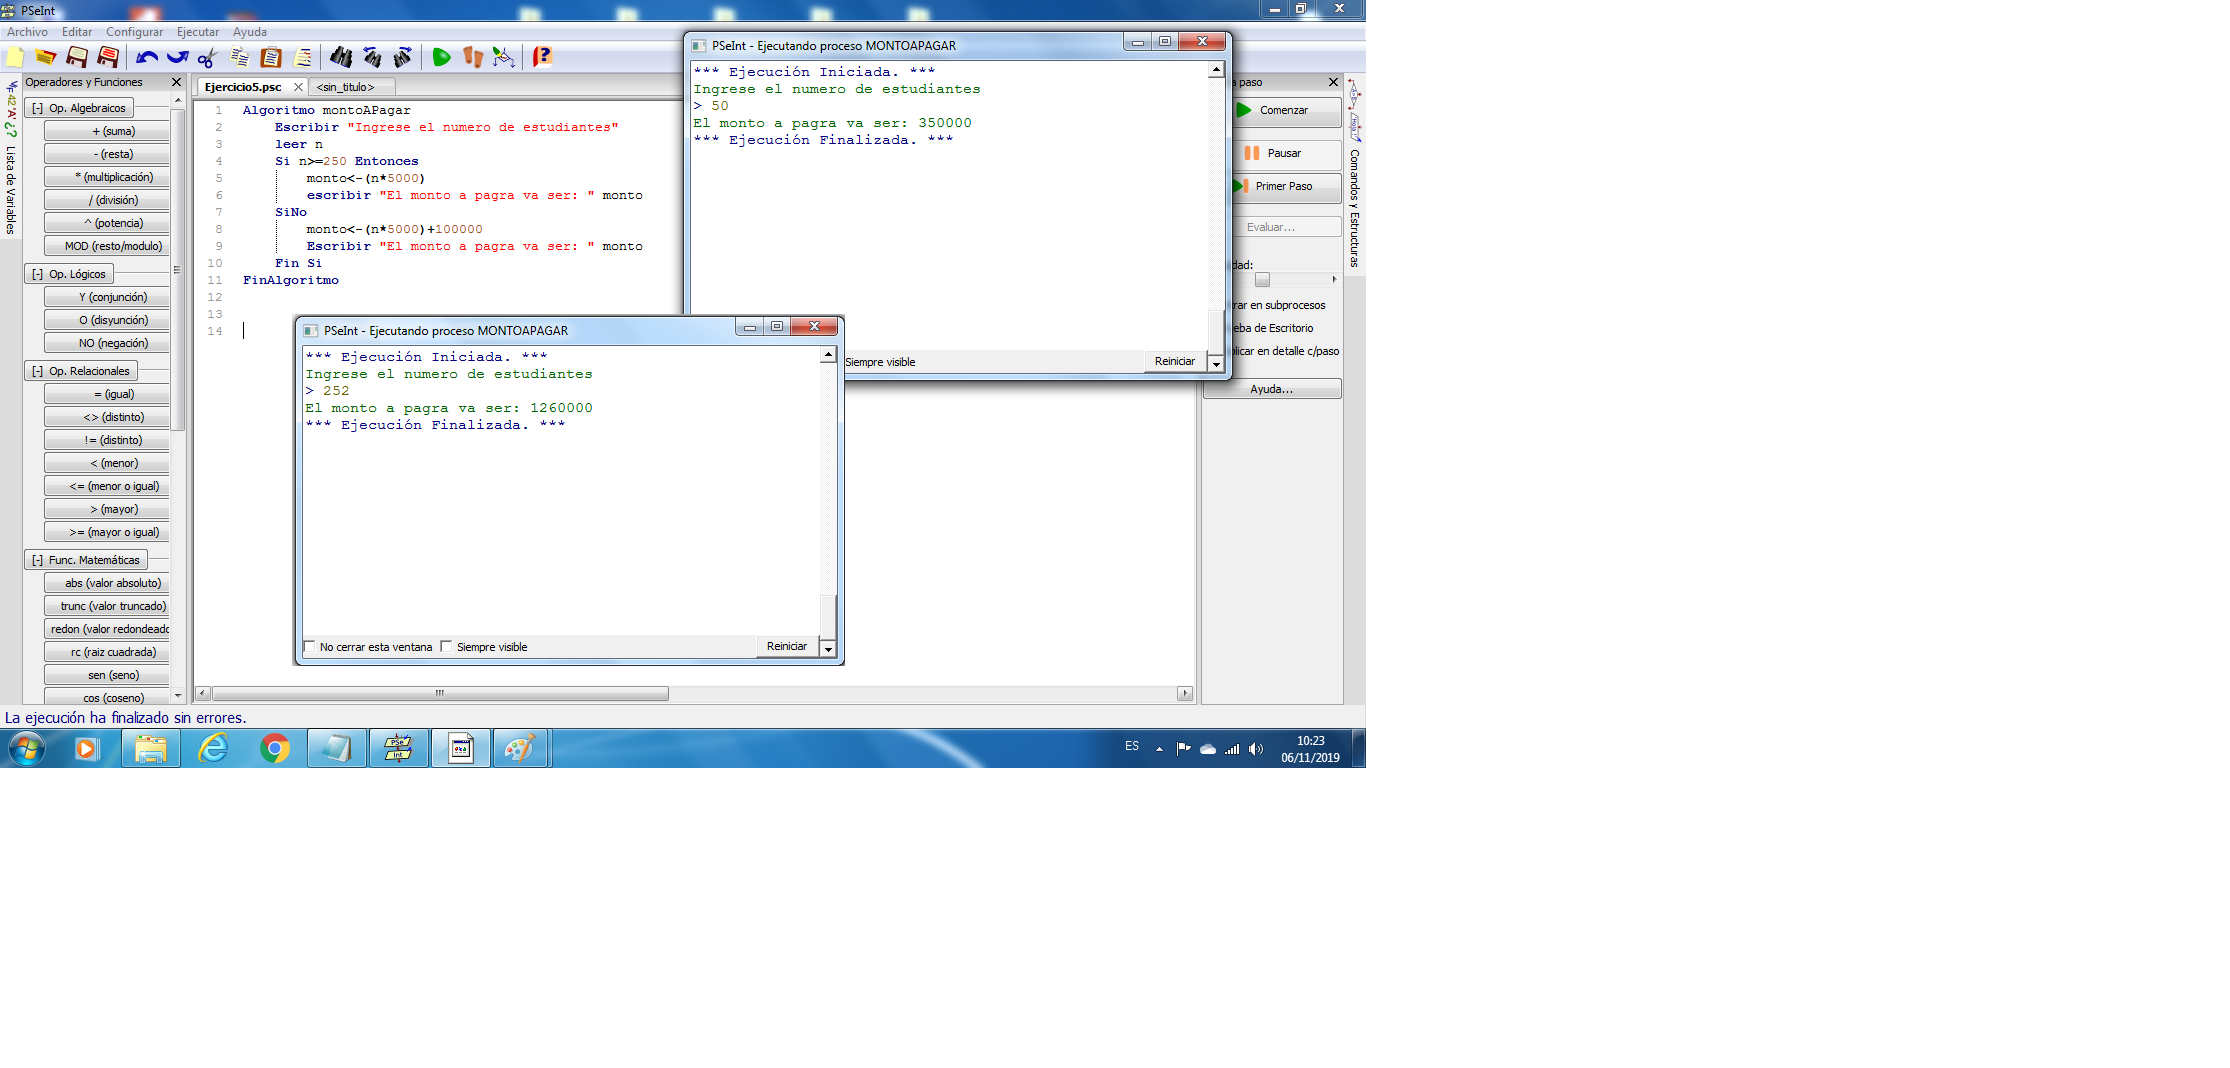 PSeInt
Archivo Editar Configurar Ejecutar Ayuda
Operadores y Funciones
[-] Op. Algebraicos
+ (suma)
- (resta)
* (multiplicación)
/ (división)
^ (potencia)
MOD (resto/modulo)
[-] Op. Lógicos
Y (conjunción)
O (disyunción)
NO (negación)
[-] Op. Relacionales
= (igual)
<> (distinto)
!= (distinto)
< (menor)
<= (menor o igual)
> (mayor)
>= (mayor o igual)
[-] Func. Matemáticas
abs (valor absoluto)
trunc (valor truncado)
redon (valor redondeado
rc (raiz cuadrada)
sen (seno)
cos (coseno)
Lista de Variables
Ejercicio5.psc
<sin_titulo>
1 Algoritmo montoAPagar
2 Escribir "Ingrese el numero de estudiantes"
3 leer n
4 Si n>=250 Entonces
5 monto<-(n*5000)
6 escribir "El monto a pagra va ser: " monto
7 SiNo
8 monto<-(n*5000)+100000
9 Escribir "El monto a pagra va ser: " monto
10 Fin Si
11 FinAlgoritmo
12
13
14
PSeInt - Ejecutando proceso MONTOAPAGAR
*** Ejecución Iniciada. ***
Ingrese el numero de estudiantes
> 50
El monto a pagra va ser: 350000
*** Ejecución Finalizada. ***
Siempre visible
Reiniciar
PSeInt - Ejecutando proceso MONTOAPAGAR
*** Ejecución Iniciada. ***
Ingrese el numero de estudiantes
> 252
El monto a pagra va ser: 1260000
*** Ejecución Finalizada. ***
No cerrar esta ventana
Siempre visible
Reiniciar
a paso
Comenzar
Pausar
Primer Paso
Evaluar...
dad:
rar en subprocesos
eba de Escritorio
plicar en detalle c/paso
Ayuda...
Comandos y Estructuras
La ejecución ha finalizado sin errores.
ES
10:23
06/11/2019